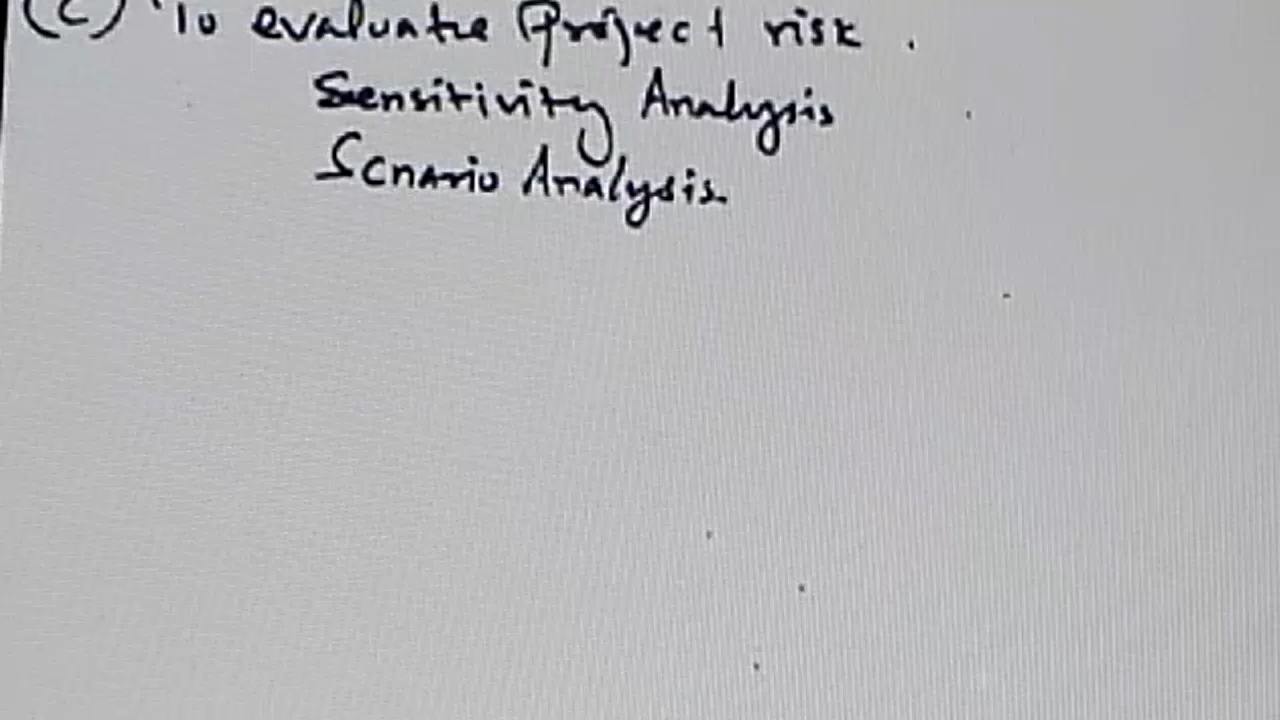 (C) To evaluate Project risk.
Sensitivity Analysis
Scnario Analysis.